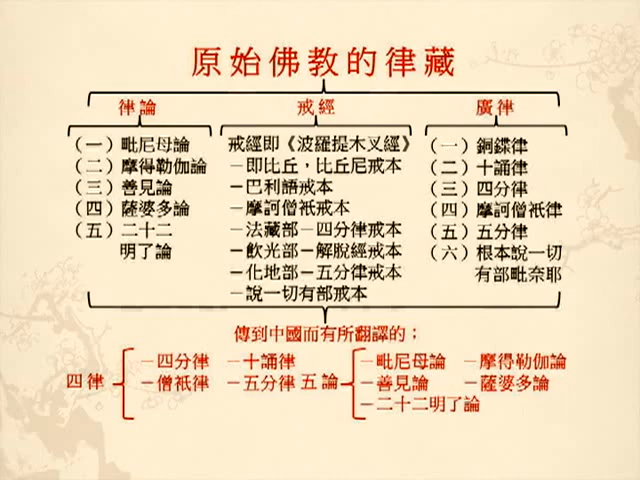 原始佛教的律藏
律論
（一）毗尼母論
（二）摩得勒伽論
（三）善見論
（四）薩婆多論
（五）二十二
明了論
戒經
戒經即《波羅提木叉經》
－即比丘，比丘尼戒本
－巴利語戒本
－摩訶僧祇戒本
－法藏部－四分律戒本
－飲光部－解脫經戒本
－化地部－五分律戒本
－說一切有部戒本
廣律
（一）銅鍱律
（二）十誦律
（三）四分律
（四）摩訶僧祇律
（五）五分律
（六）根本說一切
有部毗奈耶
傳到中國而有所翻譯的；
四律
－四分律 －十誦律
－僧祇律 －五分律
五論
－毗尼母論 －摩得勒伽論
－善見論 －薩婆多論
－二十二明了論